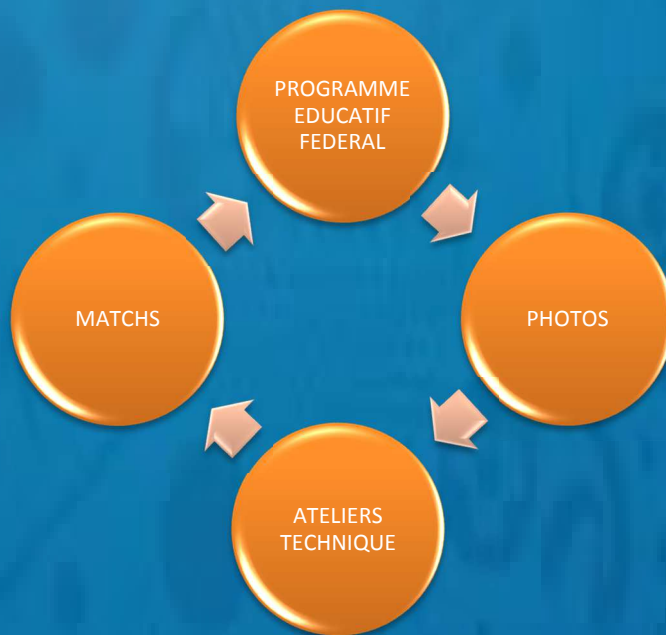 PROGRAMME
EDUCATIF
FEDERAL
MATCHS
PHOTOS
ATELIERS
TECHNIQUE